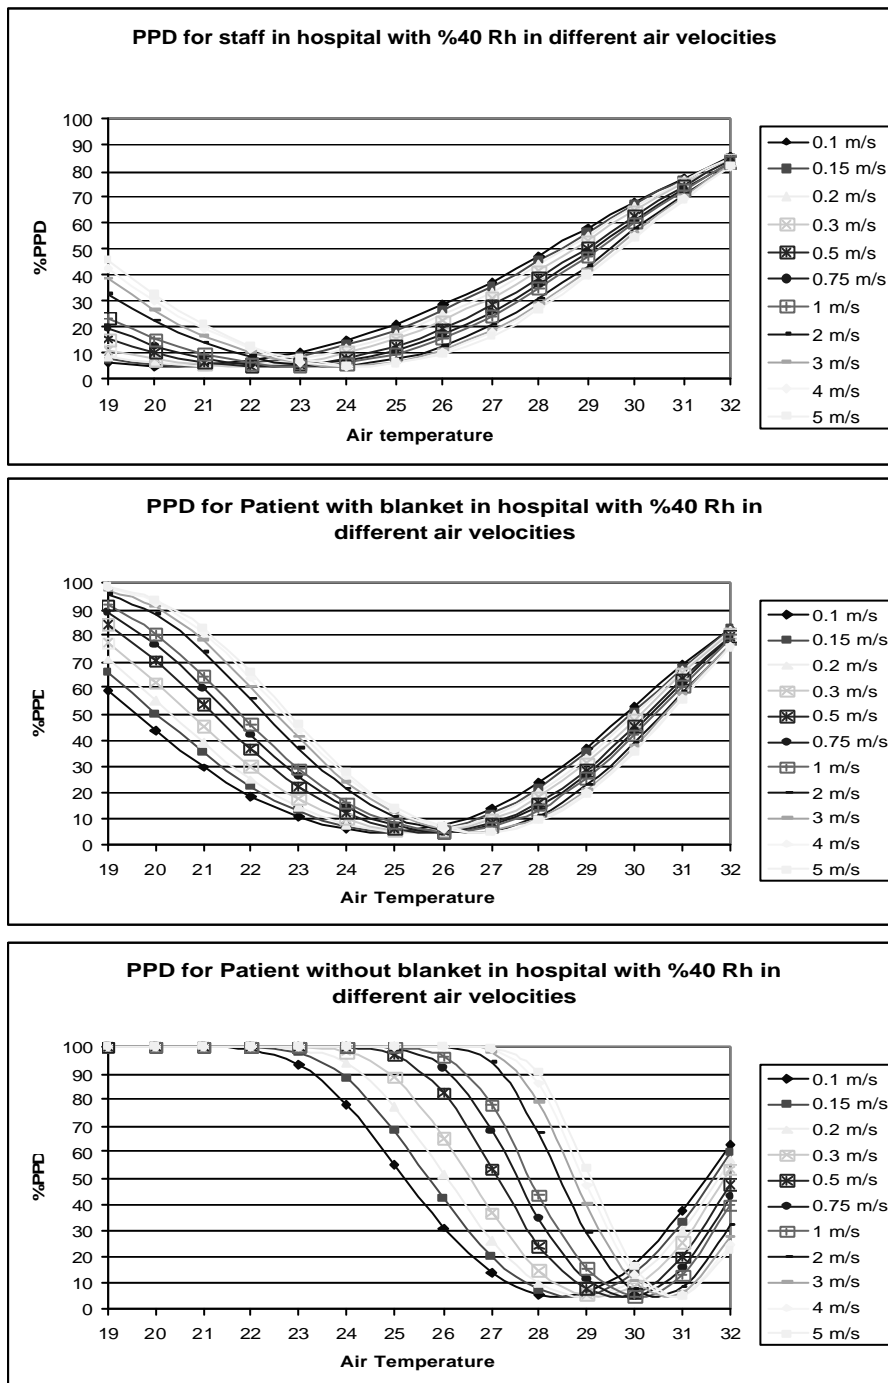 PPD for staff in hospital with %40 Rh in different air velocities
%PPD
100
90
80
70
60
50
40
30
20
10
0
19 20 21 22 23 24 25 26 27 28 29 30 31 32
Air temperature
0.1 m/s
0.15 m/s
0.2 m/s
0.3 m/s
0.5 m/s
0.75 m/s
1 m/s
2 m/s
3 m/s
4 m/s
5 m/s
PPD for Patient with blanket in hospital with %40 Rh in
different air velocities
%PPD
100
90
80
70
60
50
40
30
20
10
0
19 20 21 22 23 24 25 26 27 28 29 30 31 32
Air Temperature
0.1 m/s
0.15 m/s
0.2 m/s
0.3 m/s
0.5 m/s
0.75 m/s
1 m/s
2 m/s
3 m/s
4 m/s
5 m/s
PPD for Patient without blanket in hospital with %40 Rh in
different air velocities
%PPD
100
90
80
70
60
50
40
30
20
10
0
19 20 21 22 23 24 25 26 27 28 29 30 31 32
Air Temperature
0.1 m/s
0.15 m/s
0.2 m/s
0.3 m/s
0.5 m/s
0.75 m/s
1 m/s
2 m/s
3 m/s
4 m/s
5 m/s